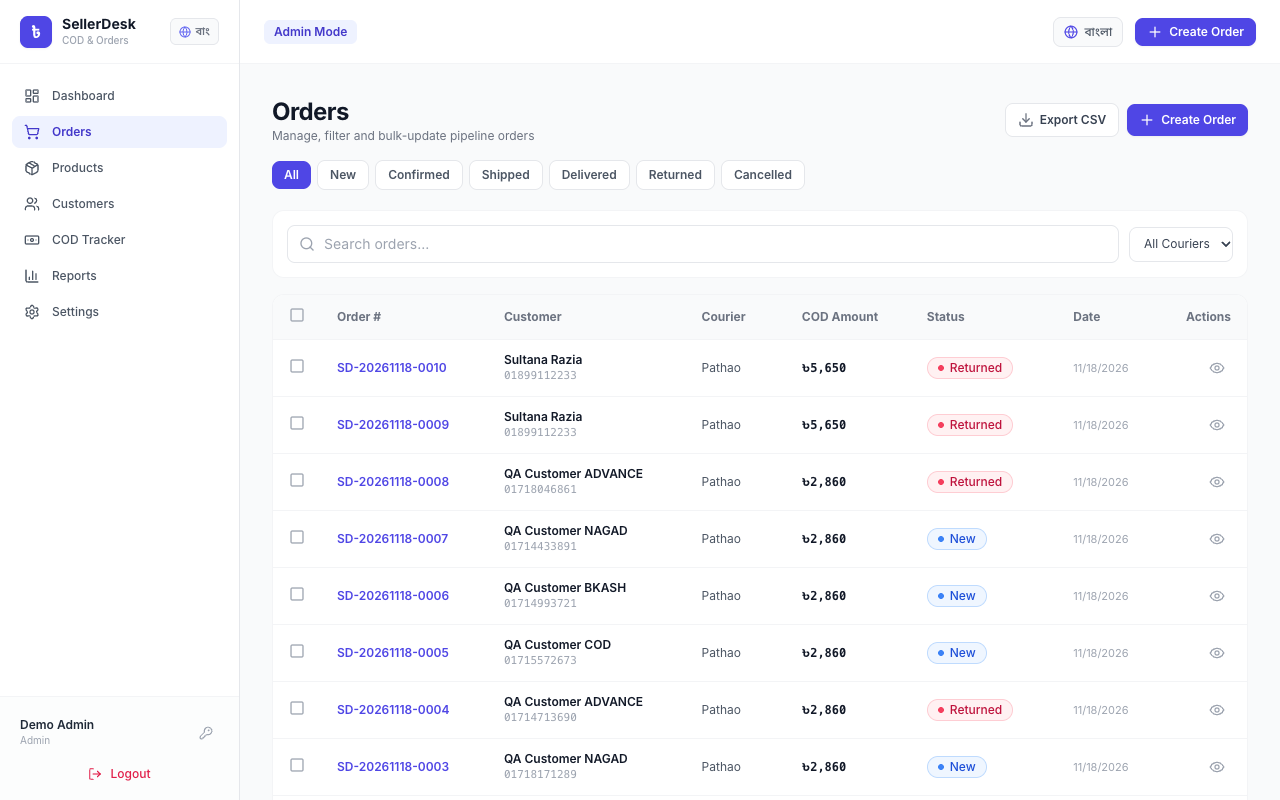 ৳
SellerDesk
COD & Orders
বাং
Dashboard
Orders
Products
Customers
COD Tracker
Reports
Settings
Demo Admin
Admin
Logout
Admin Mode
বাংলা
Create Order
Orders
Manage, filter and bulk-update pipeline orders
Export CSV
Create Order
All New Confirmed Shipped Delivered Returned Cancelled
Search orders...
All Couriers
Order # Customer Courier COD Amount Status Date Actions
SD-20261118-0010 Sultana Razia Pathao ৳5,650 Returned 11/18/2026
01899112233
SD-20261118-0009 Sultana Razia Pathao ৳5,650 Returned 11/18/2026
01899112233
SD-20261118-0008 QA Customer ADVANCE Pathao ৳2,860 Returned 11/18/2026
01718046861
SD-20261118-0007 QA Customer NAGAD Pathao ৳2,860 New 11/18/2026
01714433891
SD-20261118-0006 QA Customer BKASH Pathao ৳2,860 New 11/18/2026
01714993721
SD-20261118-0005 QA Customer COD Pathao ৳2,860 New 11/18/2026
01715572673
SD-20261118-0004 QA Customer ADVANCE Pathao ৳2,860 Returned 11/18/2026
01714713690
SD-20261118-0003 QA Customer NAGAD Pathao ৳2,860 New 11/18/2026
01718171289